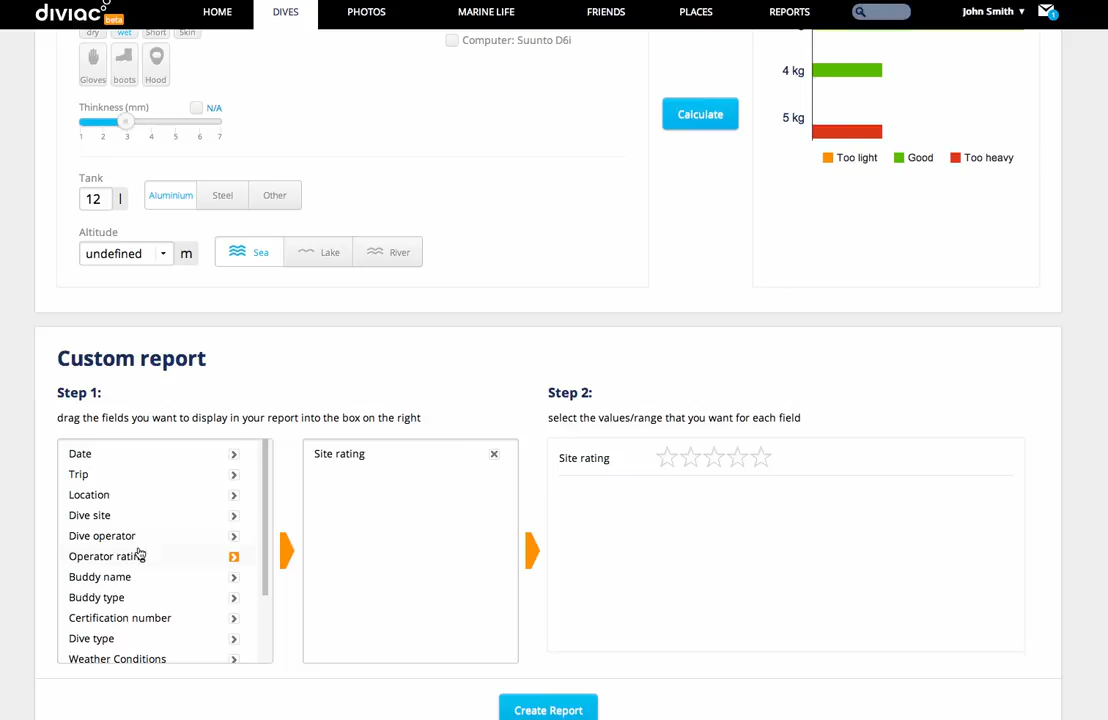 diviac
beta
HOME
DIVES
PHOTOS
MARINE LIFE
FRIENDS
PLACES
REPORTS
John Smith
1
dry
wet
Short
Skin
Computer: Suunto D6i
Gloves
boots
Hood
Thinkness (mm)
N/A
1 2 3 4 5 6 7
Calculate
4 kg
5 kg
Too light
Good
Too heavy
Tank
12 l
Aluminium
Steel
Other
Altitude
undefined
m
Sea
Lake
River
Custom report
Step 1:
drag the fields you want to display in your report into the box on the right
Date
Trip
Location
Dive site
Dive operator
Operator rating
Buddy name
Buddy type
Certification number
Dive type
Weather Conditions
Site rating
Step 2:
select the values/range that you want for each field
Site rating
Create Report